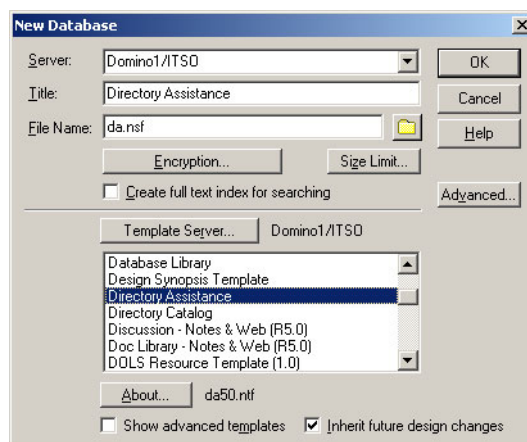 New Database
Server: Domino1/ITSO OK
Title: Directory Assistance Cancel
File Name: da.nsf Help
Encryption... Size Limit...
Create full text index for searching Advanced...
Template Server... Domino1/ITSO
Database Library
Design Synopsis Template
Directory Assistance
Directory Catalog
Discussion - Notes & Web (R5.0)
Doc Library - Notes & Web (R5.0)
DOLS Resource Template (1.0)
About... da50.ntf
Show advanced templates Inherit future design changes